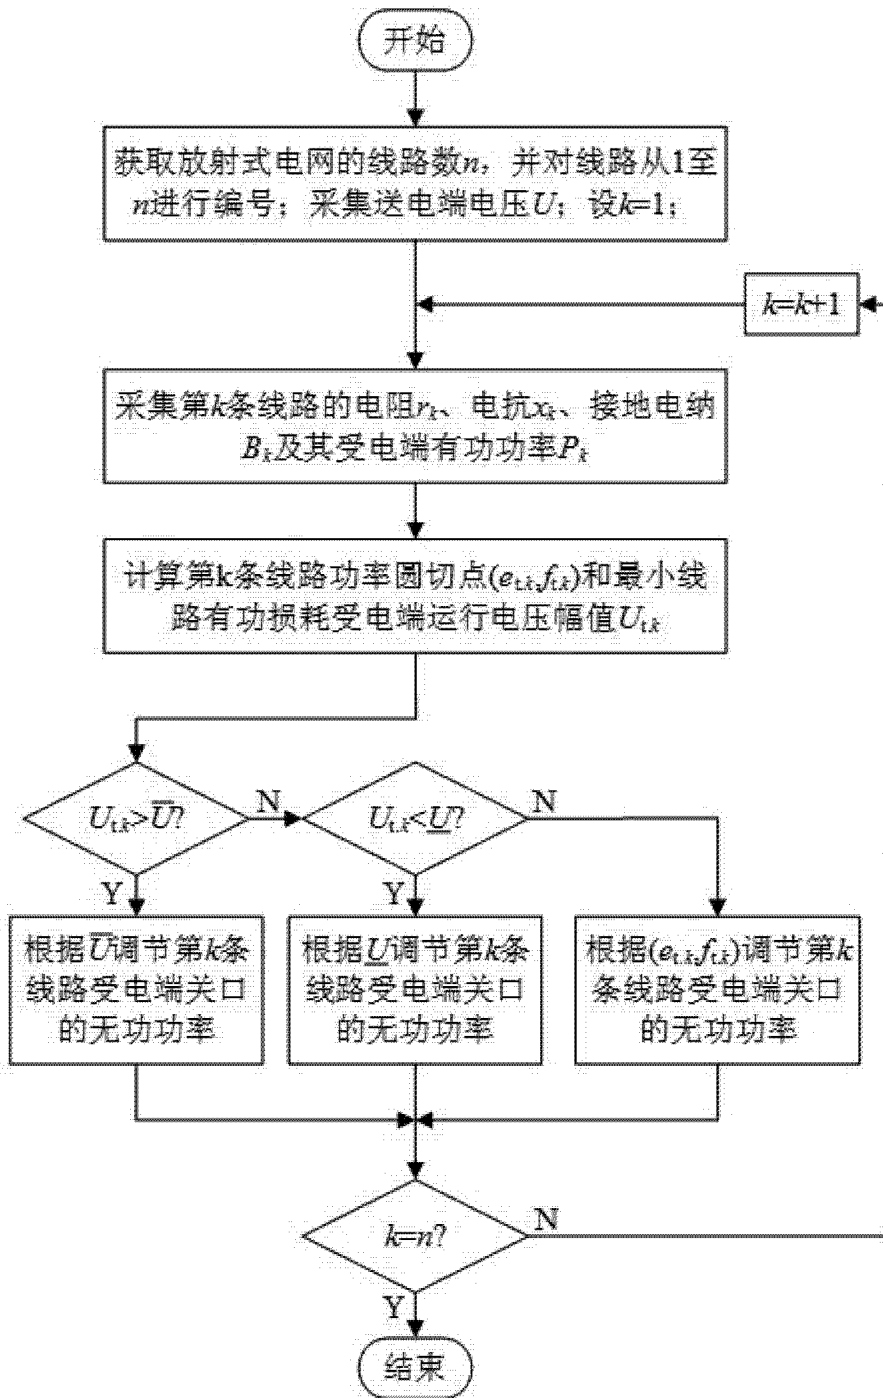 开始
获取放射式电网的线路数n，并对线路从1至
n进行编号；采集送电端电压U；设k=1；
k=k+1
采集第k条线路的电阻rₖ、电抗xₖ、接地电纳
Bₖ及其受电端有功功率Pₖ
计算第k条线路功率圆切点(e_{t.k},f_{t.k})和最小线
路有功损耗受电端运行电压幅值U_{t.k}
U_{t.k}>U̅?
N
U_{t.k}<U̲?
N
Y
Y
根据U̅调节第k条
线路受电端关口
的无功功率
根据U̲调节第k条
线路受电端关口
的无功功率
根据(e_{t.k},f_{t.k})调节第k
条线路受电端关口
的无功功率
k=n?
N
Y
结束